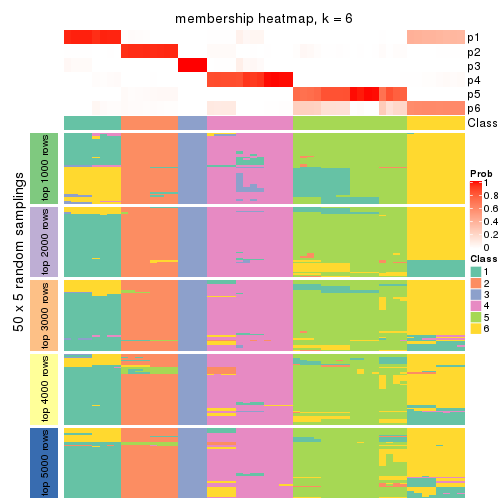 membership heatmap, k = 6
p1
p2
p3
p4
p5
p6
Class
50 x 5 random samplings
top 1000 rows
top 2000 rows
top 3000 rows
top 4000 rows
top 5000 rows
Prob
1
0.8
0.6
0.4
0.2
0
Class
1
2
3
4
5
6